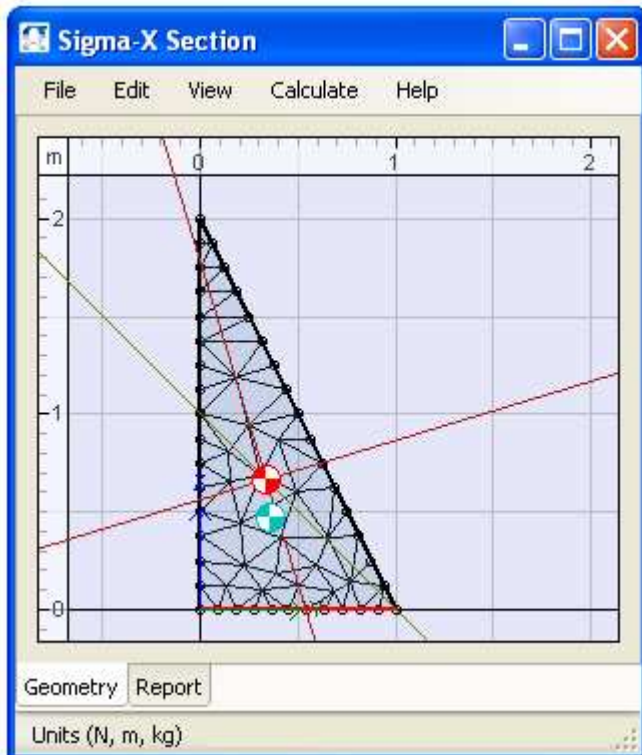 Sigma-X Section
File Edit View Calculate Help
m 0 1 2
2
1
0
Geometry Report
Units (N, m, kg)